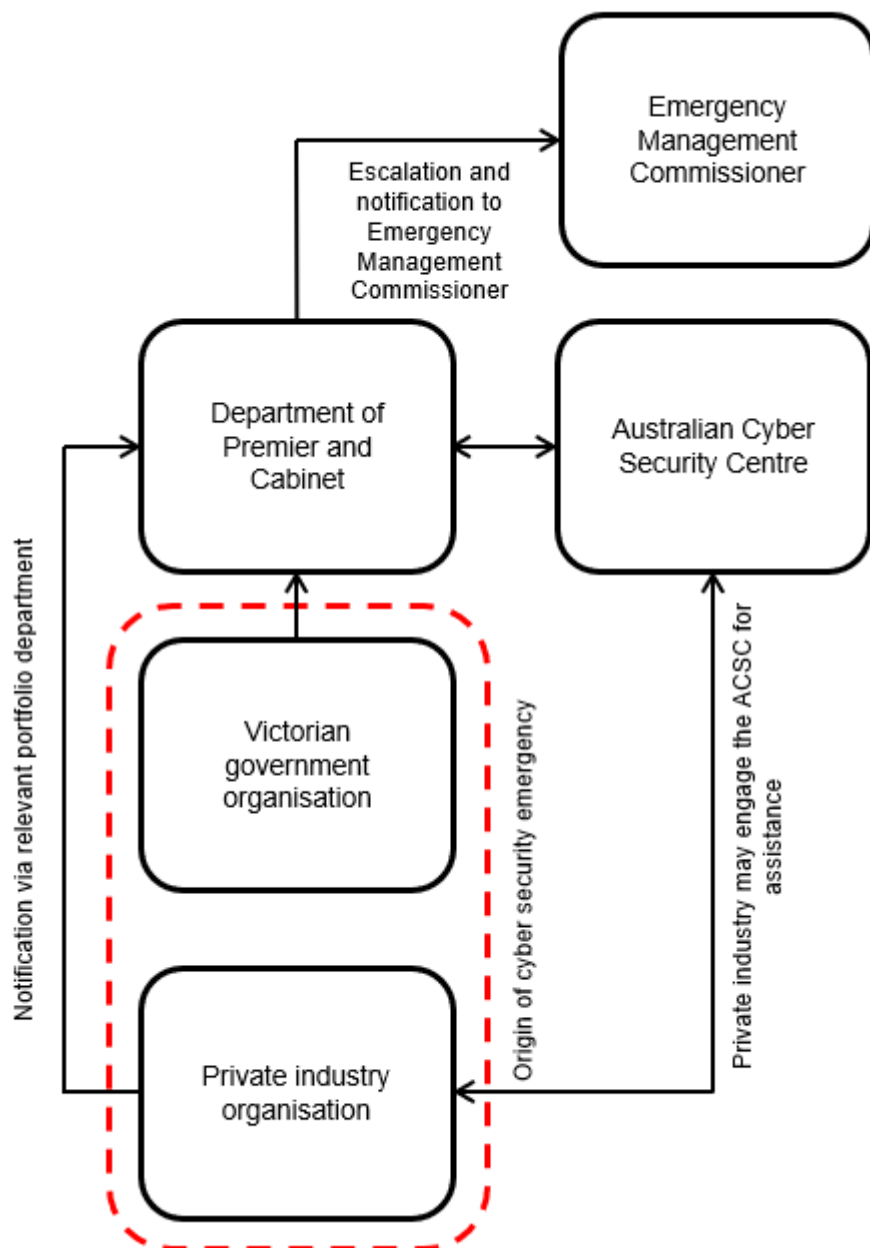 Emergency
Management
Commissioner
Escalation and
notification to
Emergency
Management
Commissioner
Department of
Premier and
Cabinet
Australian Cyber
Security Centre
Notification via relevant portfolio department
Victorian
government
organisation
Origin of cyber security emergency
Private industry may engage the ACSC for
assistance
Private industry
organisation